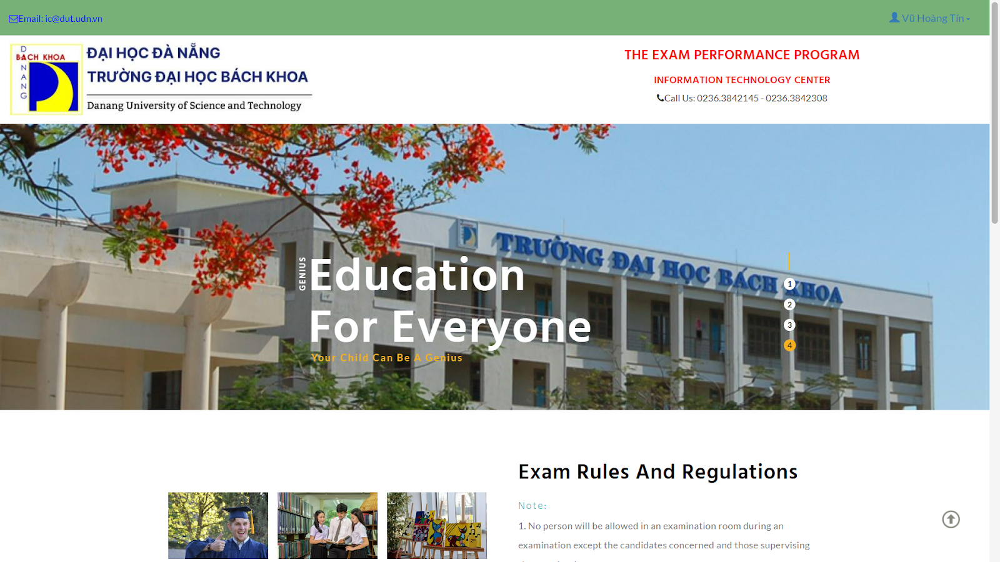 Email: ic@dut.udn.vn
Vũ Hoàng Tín
DANANG
BÁCH KHOA
ĐẠI HỌC ĐÀ NẴNG
TRƯỜNG ĐẠI HỌC BÁCH KHOA
Danang University of Science and Technology
THE EXAM PERFORMANCE PROGRAM
INFORMATION TECHNOLOGY CENTER
Call Us: 0236.3842145 - 0236.3842308
TRƯỜNG ĐẠI HỌC BÁCH KHOA
GENIUS
Education
For Everyone
Your Child Can Be A Genius
1
2
3
4
Exam Rules And Regulations
Note:
1. No person will be allowed in an examination room during an
examination except the candidates concerned and those supervising